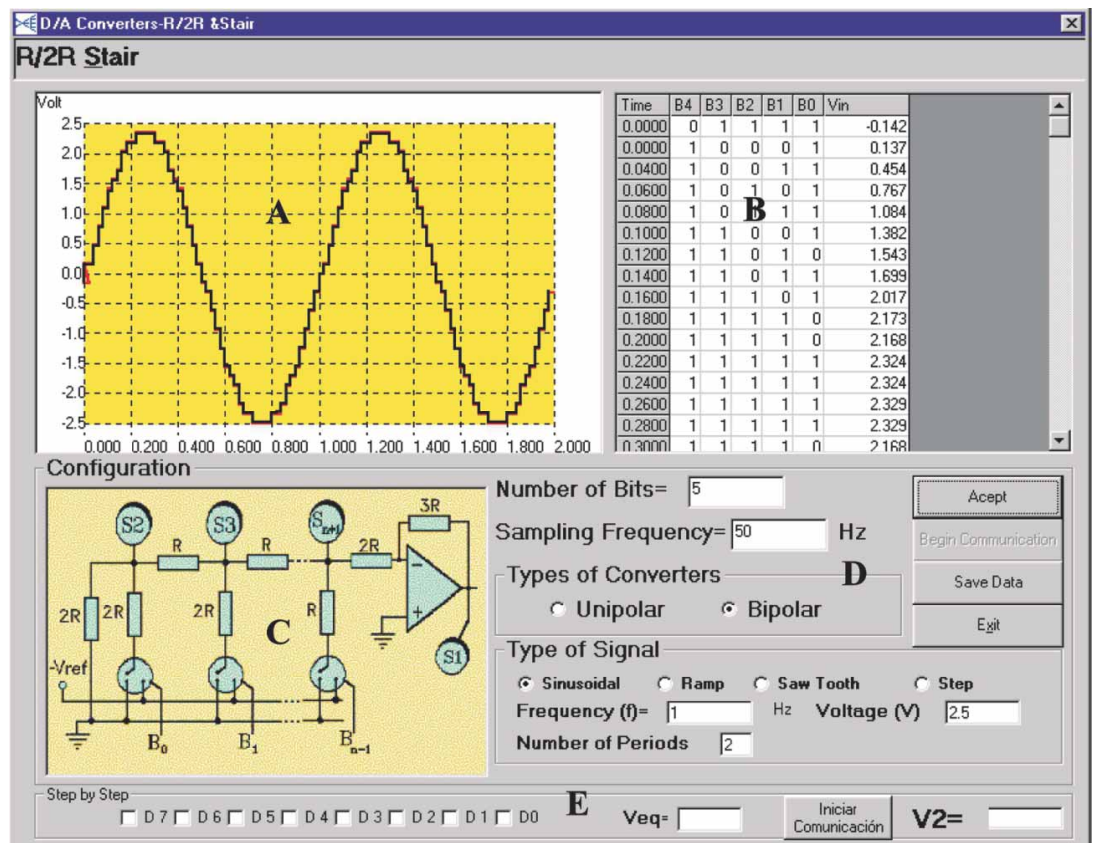 D/A Converters-R/2R &Stair
R/2R Stair
Volt
2.5
2.0
1.5
1.0
0.5
0.0
-0.5
-1.0
-1.5
-2.0
-2.5
0.000 0.200 0.400 0.600 0.800 1.000 1.200 1.400 1.600 1.800 2.000
A
Time B4 B3 B2 B1 B0 Vin
0.0000 0 1 1 1 1 -0.142
0.0000 1 0 0 0 1 0.137
0.0400 1 0 0 1 1 0.454
0.0600 1 0 1 0 1 0.767
0.0800 1 0 1 1 1.084
0.1000 1 1 0 0 1 1.382
0.1200 1 1 0 1 0 1.543
0.1400 1 1 0 1 1 1.699
0.1600 1 1 1 0 1 2.017
0.1800 1 1 1 1 0 2.173
0.2000 1 1 1 1 0 2.168
0.2200 1 1 1 1 1 2.324
0.2400 1 1 1 1 1 2.324
0.2600 1 1 1 1 1 2.329
0.2800 1 1 1 1 1 2.329
0.3000 1 1 1 1 0 2.168
B
Configuration
S2 S3 Sn+1 3R
R R 2R
2R 2R 2R R
C
- +
S1
-Vref
B0 B1 Bn-1
Number of Bits= 5
Sampling Frequency= 50 Hz
Types of Converters D
Unipolar Bipolar
Type of Signal
Sinusoidal Ramp Saw Tooth Step
Frequency (f)= 1 Hz Voltage (V) 2.5
Number of Periods 2
Acept
Begin Communication
Save Data
Exit
Step by Step
D 7 D 6 D 5 D 4 D 3 D 2 D 1 D0 E Veq= Iniciar Comunicación V2=